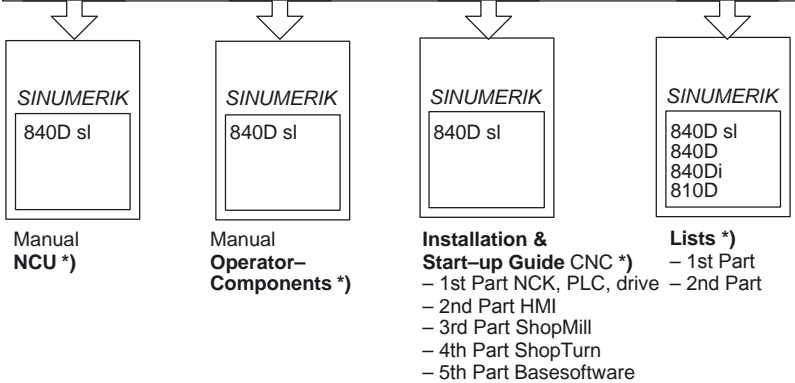 SINUMERIK
840D sl
Manual
NCU *)
SINUMERIK
840D sl
Manual
Operator–
Components *)
SINUMERIK
840D sl
Installation &
Start–up Guide CNC *)
– 1st Part NCK, PLC, drive
– 2nd Part HMI
– 3rd Part ShopMill
– 4th Part ShopTurn
– 5th Part Basesoftware
SINUMERIK
840D sl
840D
840Di
810D
Lists *)
– 1st Part
– 2nd Part